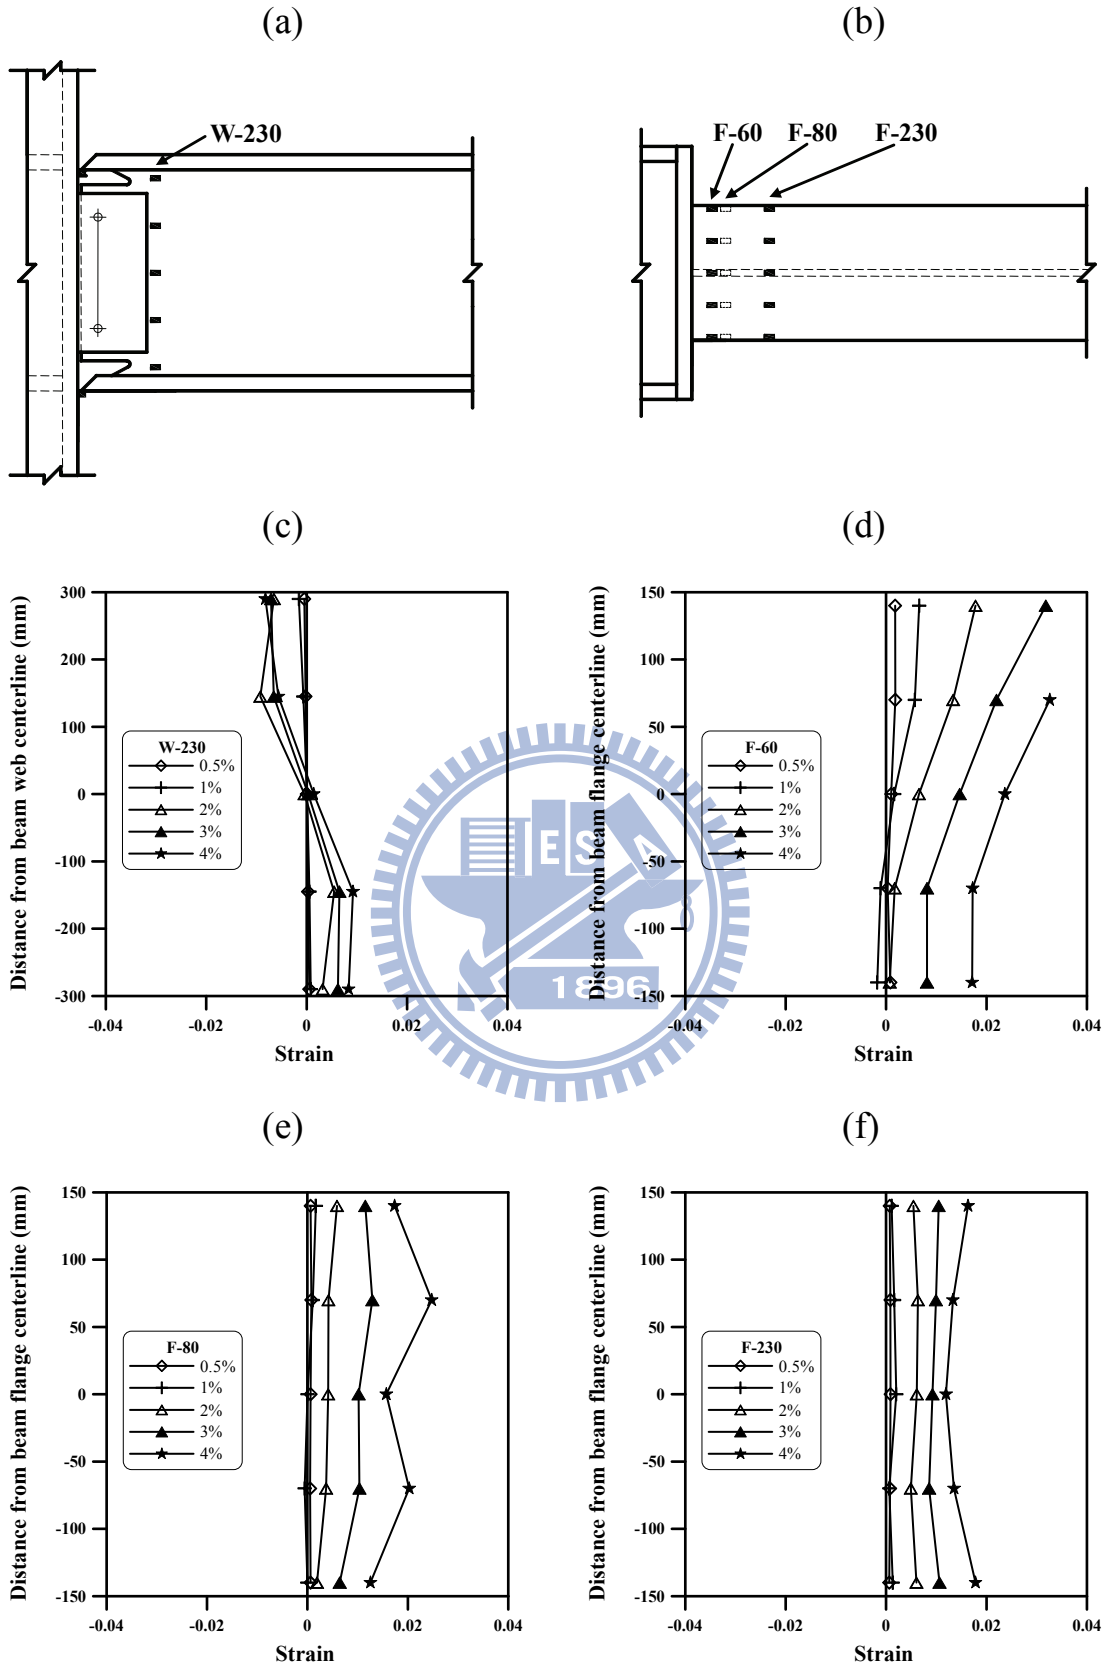 (a)
(b)
W-230
F-60 F-80 F-230
(c)
(d)
Distance from beam web centerline (mm)
300
200
100
0
-100
-200
-300
-0.04 -0.02 0 0.02 0.04
Strain
W-230
0.5%
1%
2%
3%
4%
Distance from beam flange centerline (mm)
150
100
50
0
-50
-100
-150
-0.04 -0.02 0 0.02 0.04
Strain
F-60
0.5%
1%
2%
3%
4%
E S
A
1896
(e)
(f)
Distance from beam flange centerline (mm)
150
100
50
0
-50
-100
-150
-0.04 -0.02 0 0.02 0.04
Strain
F-80
0.5%
1%
2%
3%
4%
Distance from beam flange centerline (mm)
150
100
50
0
-50
-100
-150
-0.04 -0.02 0 0.02 0.04
Strain
F-230
0.5%
1%
2%
3%
4%